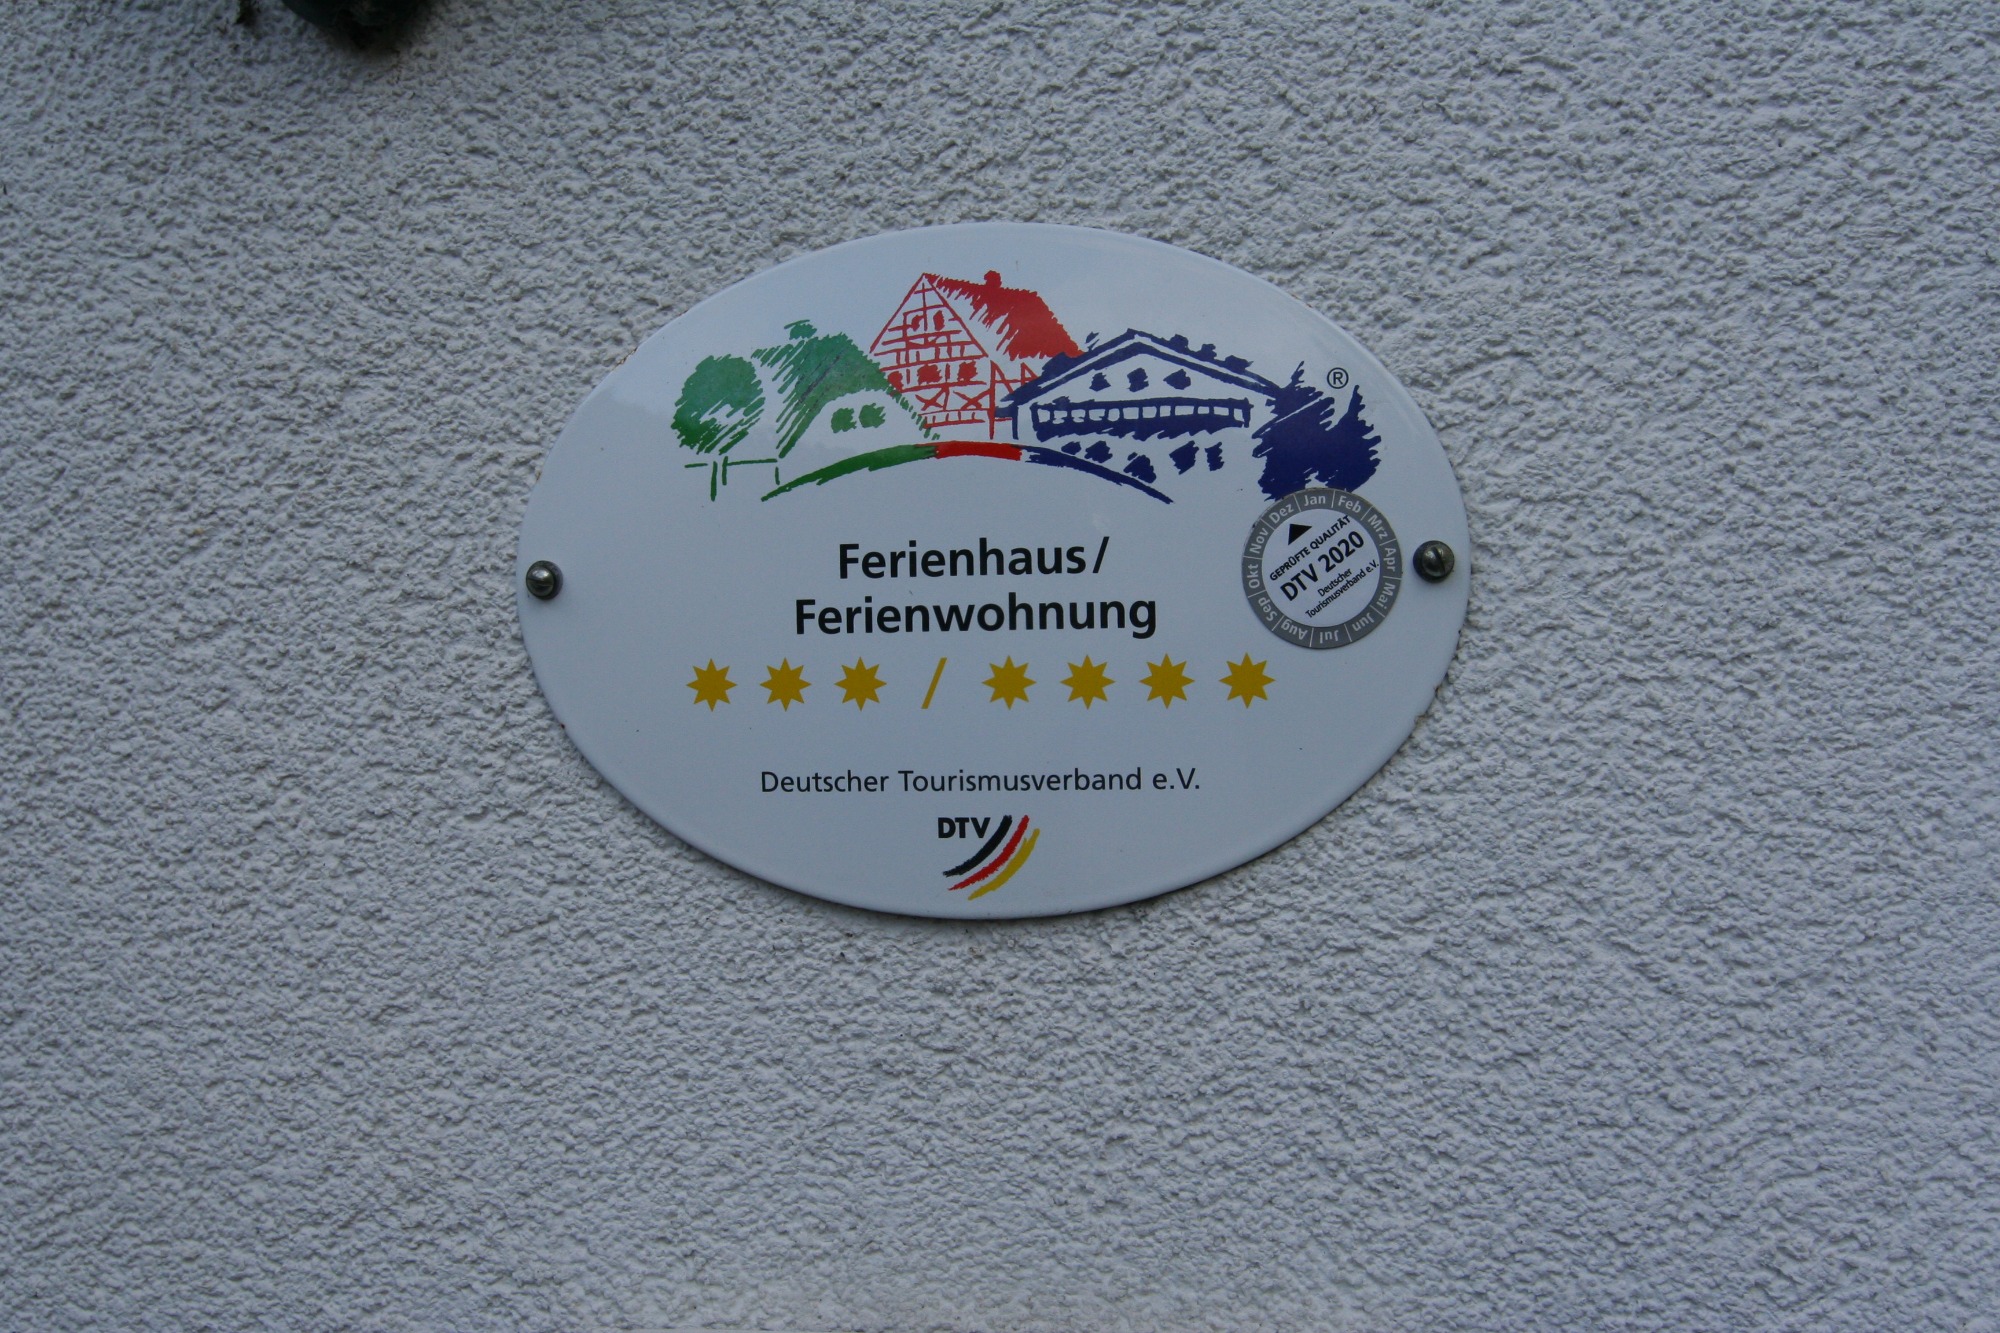 ®
Ferienhaus/
Ferienwohnung
Jan Feb Mrz Apr Mai Jun Jul Aug Sep Okt Nov Dez
GEPRÜFTE QUALITÄT
DTV 2020
Deutscher
Tourismusverband e.V.
Deutscher Tourismusverband e.V.
DTV